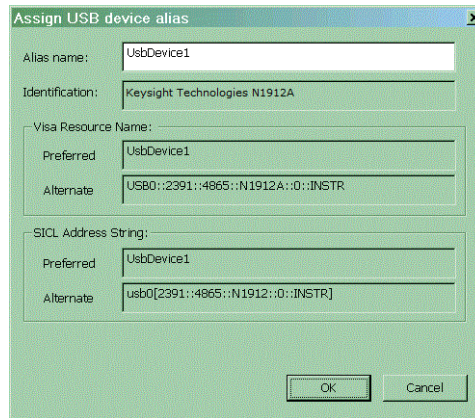 Assign USB device alias
Alias name: UsbDevice1
Identification: Keysight Technologies N1912A
Visa Resource Name:
Preferred UsbDevice1
Alternate USB0::2391::4865::N1912A::0::INSTR
SICL Address String:
Preferred UsbDevice1
Alternate usb0[2391::4865::N1912::0::INSTR]
OK Cancel